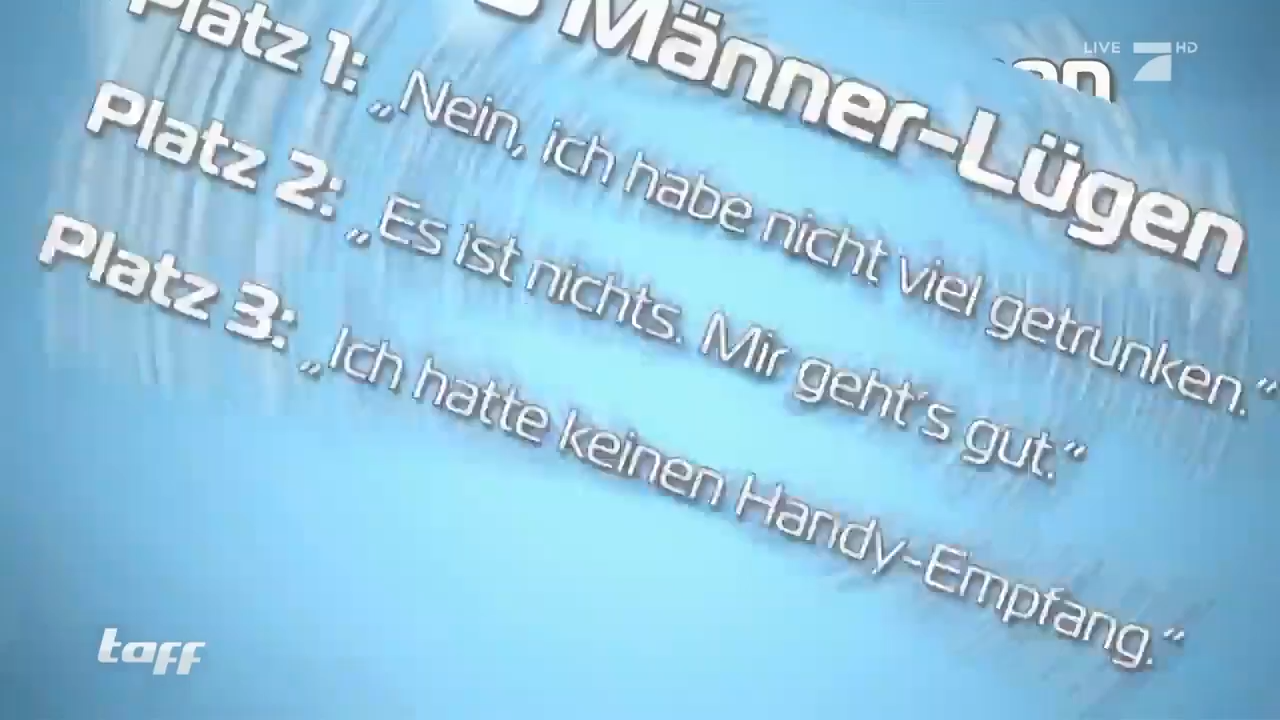 Männer-Lügen
Platz 1: „Nein, ich habe nicht viel getrunken.“
Platz 2: „Es ist nichts. Mir geht's gut.“
Platz 3: „Ich hatte keinen Handy-Empfang.“
LIVE HD
taff